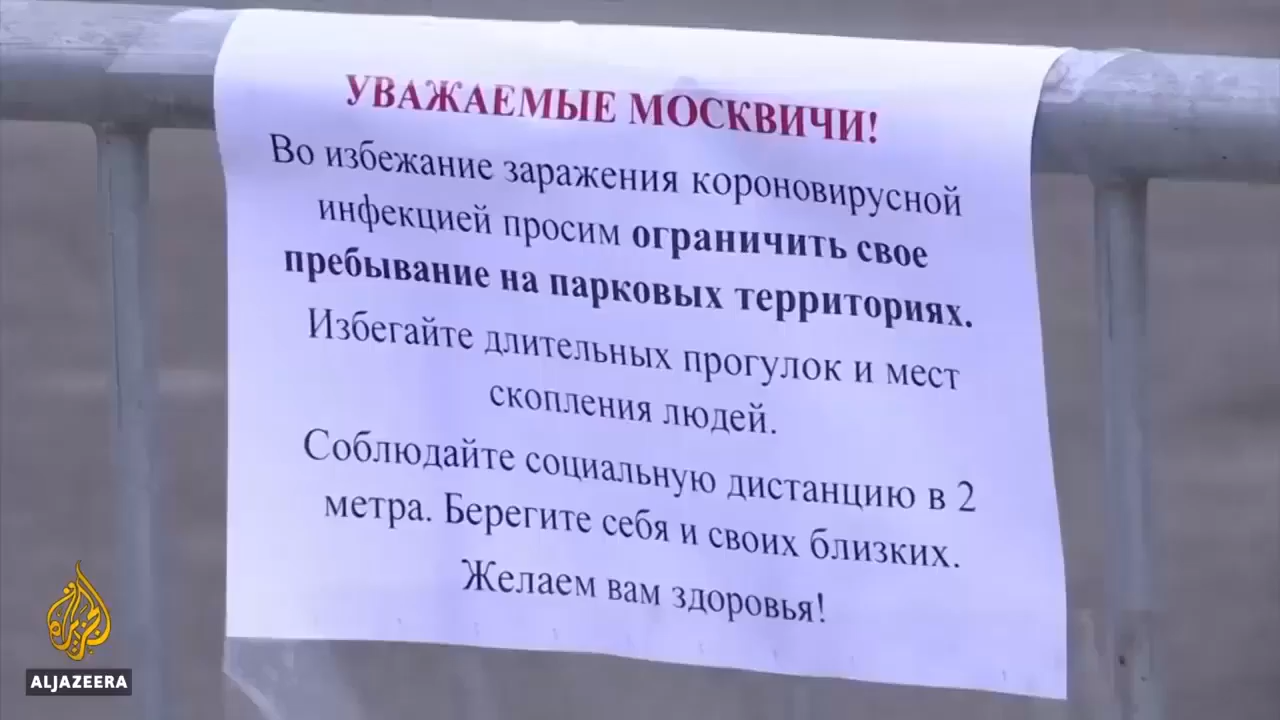 УВАЖАЕМЫЕ МОСКВИЧИ!
Во избежание заражения короновирусной
инфекцией просим ограничить свое
пребывание на парковых территориях.
Избегайте длительных прогулок и мест
скопления людей.
Соблюдайте социальную дистанцию в 2
метра. Берегите себя и своих близких.
Желаем вам здоровья!
ALJAZEERA